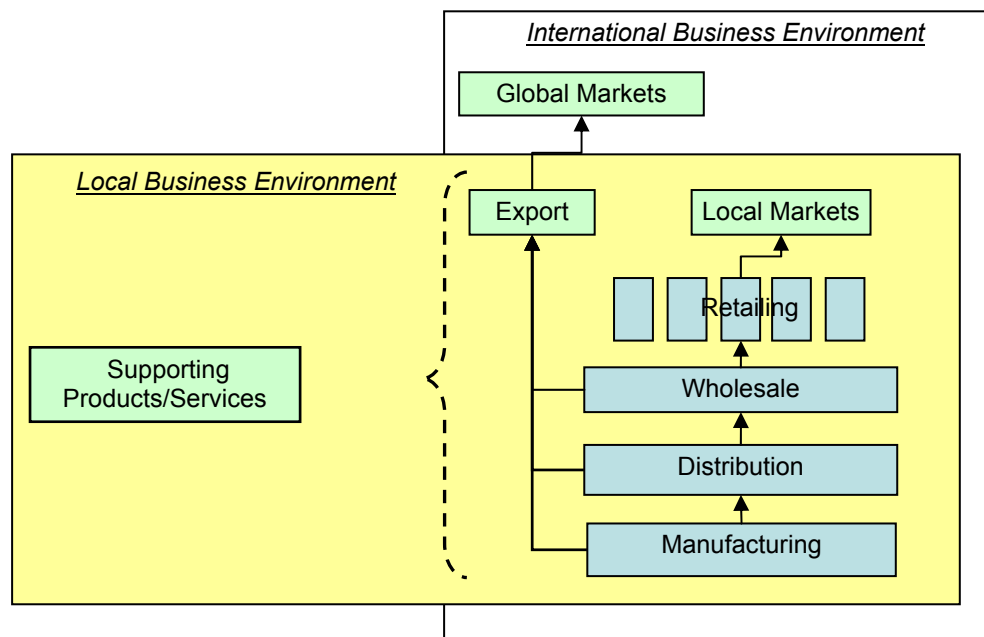 International Business Environment
Global Markets
Local Business Environment
Export
Local Markets
Retailing
Supporting
Products/Services
Wholesale
Distribution
Manufacturing